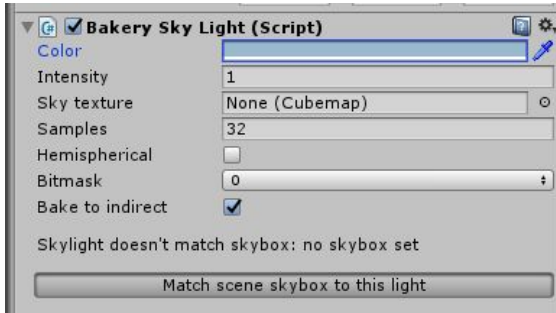 Bakery Sky Light (Script)
Color
Intensity 1
Sky texture None (Cubemap)
Samples 32
Hemispherical
Bitmask 0
Bake to indirect
Skylight doesn't match skybox: no skybox set
Match scene skybox to this light